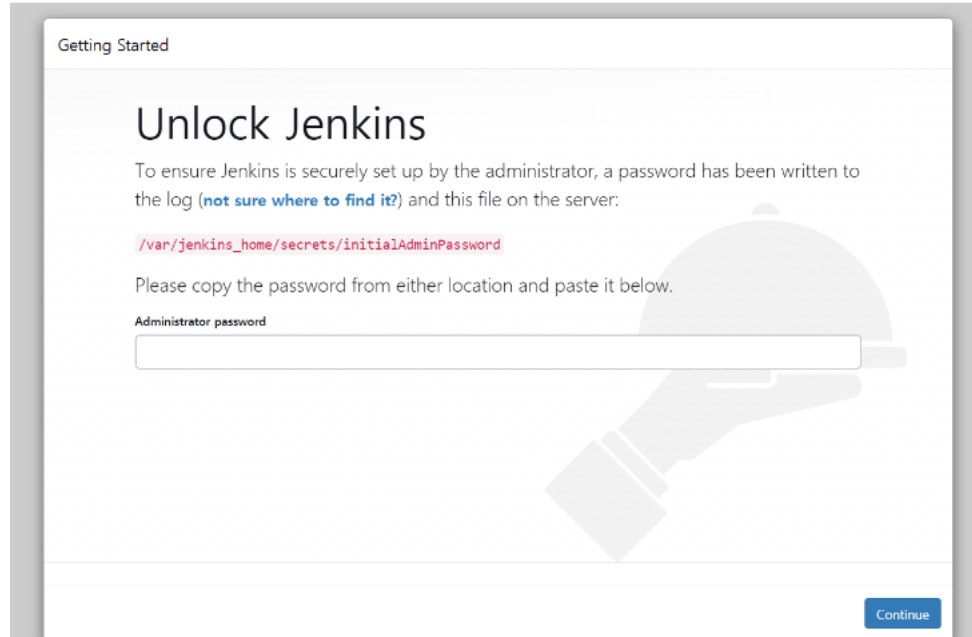 Getting Started
Unlock Jenkins
To ensure Jenkins is securely set up by the administrator, a password has been written to
the log (not sure where to find it?) and this file on the server:
/var/jenkins_home/secrets/initialAdminPassword
Please copy the password from either location and paste it below.
Administrator password
Continue